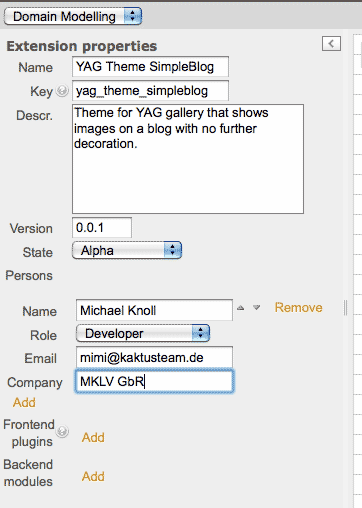 Domain Modelling
Extension properties
Name YAG Theme SimpleBlog
Key yag_theme_simpleblog
Descr. Theme for YAG gallery that shows
images on a blog with no further
decoration.
Version 0.0.1
State Alpha
Persons
Name Michael Knoll Remove
Role Developer
Email mimi@kaktusteam.de
Company MKLV GbR
Add
Frontend
plugins Add
Backend
modules Add